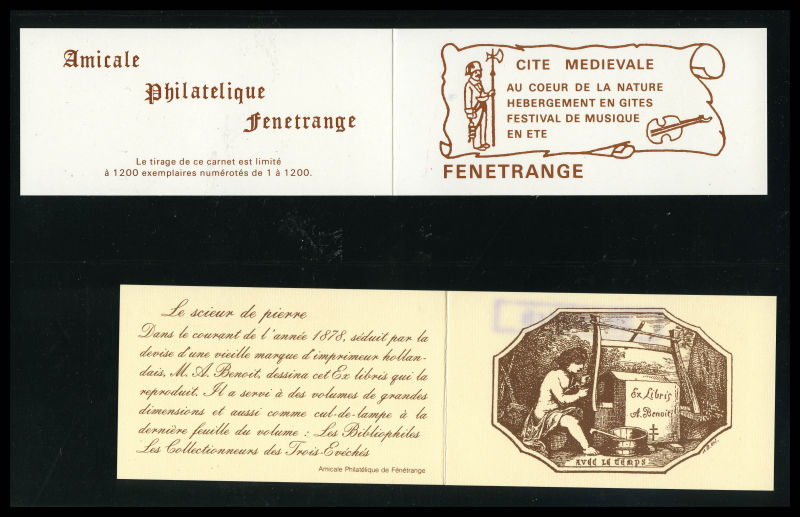 Amicale
Philatelique
Fenetrange
Le tirage de ce carnet est limité
à 1200 exemplaires numérotés de 1 à 1200.
CITE MEDIEVALE
AU COEUR DE LA NATURE
HEBERGEMENT EN GITES
FESTIVAL DE MUSIQUE
EN ETE
FENETRANGE
Le scieur de pierre
Dans le courant de l'année 1878, séduit par la
devise d'une vieille marque d'imprimeur hollan-
dais, M. A. Benoit, dessina cet Ex libris qui la
reproduit. Il a servi à des volumes de grandes
dimensions et aussi comme cul-de-lampe à la
dernière feuille du volume : Les Bibliophiles
Les Collectionneurs des Trois-Evéchés
Amicale Philatélique de Fénétrange
Ex Libris
A. Benoit
AVEC LE TEMPS